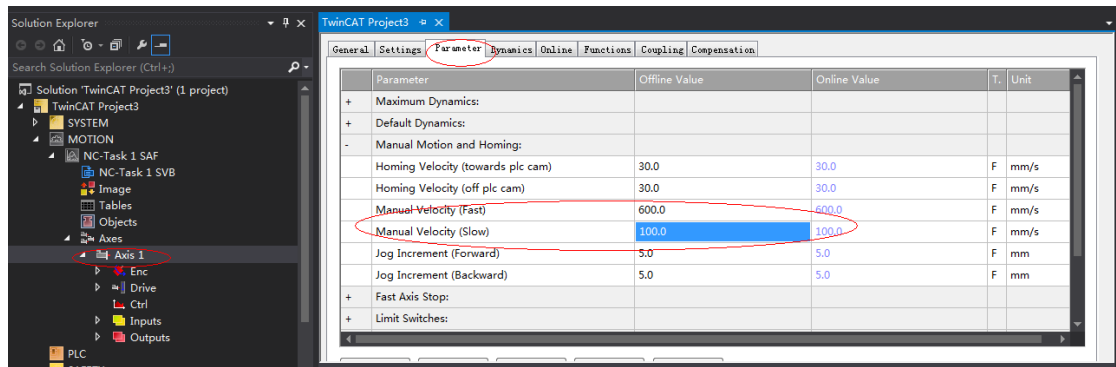 Solution Explorer
TwinCAT Project3
General Settings Parameter Dynamics Online Functions Coupling Compensation
Search Solution Explorer (Ctrl+;)
Solution 'TwinCAT Project3' (1 project)
TwinCAT Project3
SYSTEM
MOTION
NC-Task 1 SAF
NC-Task 1 SVB
Image
Tables
Objects
Axes
Axis 1
Enc
Drive
Ctrl
Inputs
Outputs
PLC
Parameter Offline Value Online Value T. Unit
+ Maximum Dynamics:
+ Default Dynamics:
- Manual Motion and Homing:
Homing Velocity (towards plc cam) 30.0 30.0 F mm/s
Homing Velocity (off plc cam) 30.0 30.0 F mm/s
Manual Velocity (Fast) 600.0 600.0 F mm/s
Manual Velocity (Slow) 100.0 100.0 F mm/s
Jog Increment (Forward) 5.0 5.0 F mm
Jog Increment (Backward) 5.0 5.0 F mm
+ Fast Axis Stop:
+ Limit Switches: